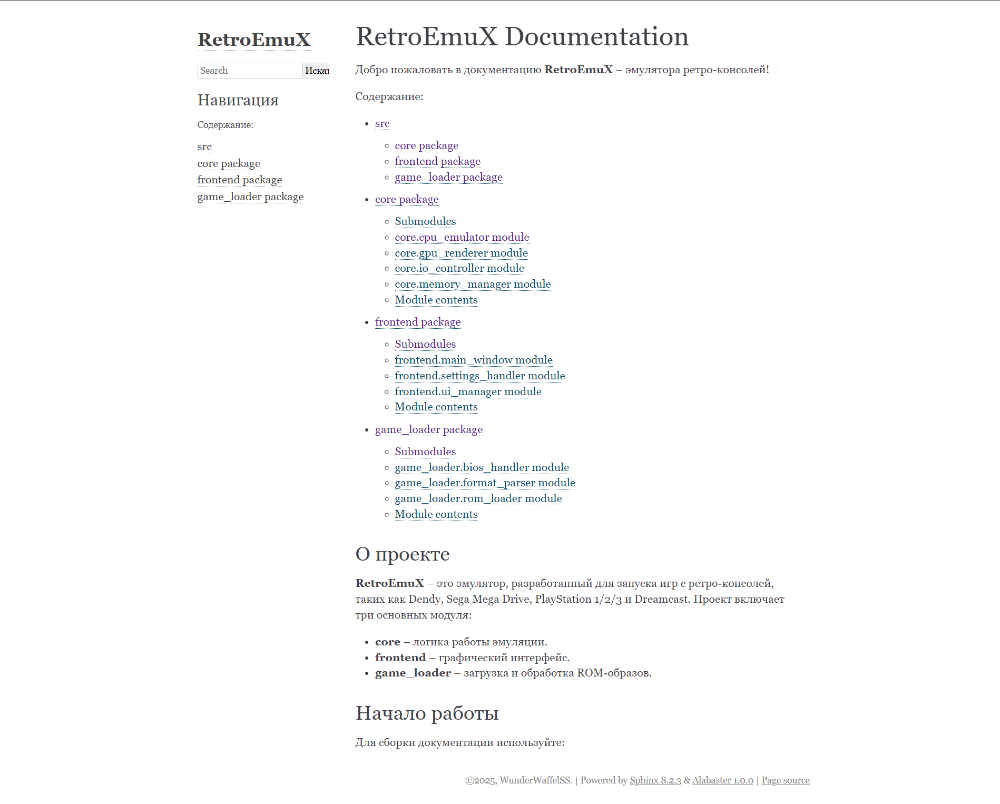 RetroEmuX
Search
Искат
Навигация
Содержание:
src
core package
frontend package
game_loader package
RetroEmuX Documentation
Добро пожаловать в документацию RetroEmuX – эмулятора ретро-консолей!
Содержание:
src
core package
frontend package
game_loader package
core package
Submodules
core.cpu_emulator module
core.gpu_renderer module
core.io_controller module
core.memory_manager module
Module contents
frontend package
Submodules
frontend.main_window module
frontend.settings_handler module
frontend.ui_manager module
Module contents
game_loader package
Submodules
game_loader.bios_handler module
game_loader.format_parser module
game_loader.rom_loader module
Module contents
О проекте
RetroEmuX – это эмулятор, разработанный для запуска игр с ретро-консолей,
таких как Dendy, Sega Mega Drive, PlayStation 1/2/3 и Dreamcast. Проект включает
три основных модуля:
core – логика работы эмуляции.
frontend – графический интерфейс.
game_loader – загрузка и обработка ROM-образов.
Начало работы
Для сборки документации используйте:
©2025, WunderWaffelSS. | Powered by Sphinx 8.2.3 & Alabaster 1.0.0 | Page source